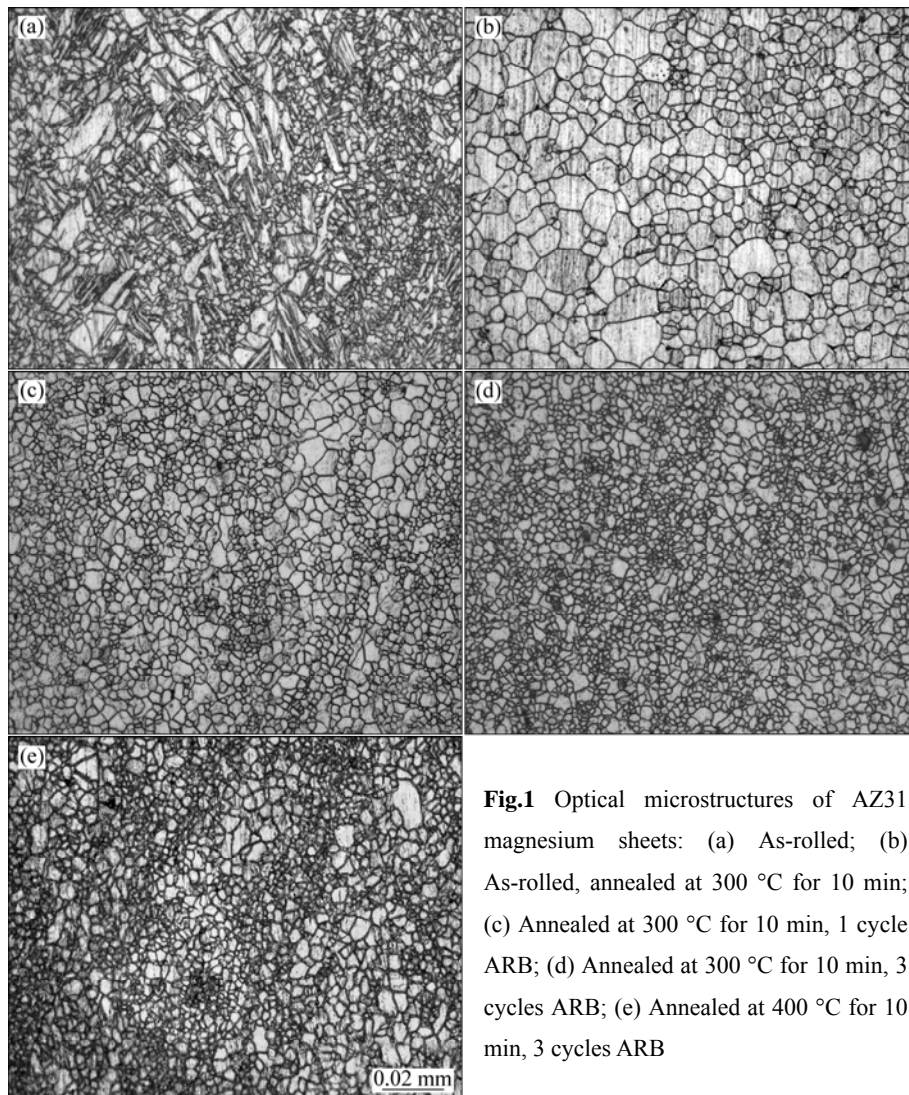 (a)
(b)
(c)
(d)
(e)
0.02 mm
Fig.1 Optical microstructures of AZ31
magnesium sheets: (a) As-rolled; (b)
As-rolled, annealed at 300 °C for 10 min;
(c) Annealed at 300 °C for 10 min, 1 cycle
ARB; (d) Annealed at 300 °C for 10 min, 3
cycles ARB; (e) Annealed at 400 °C for 10
min, 3 cycles ARB